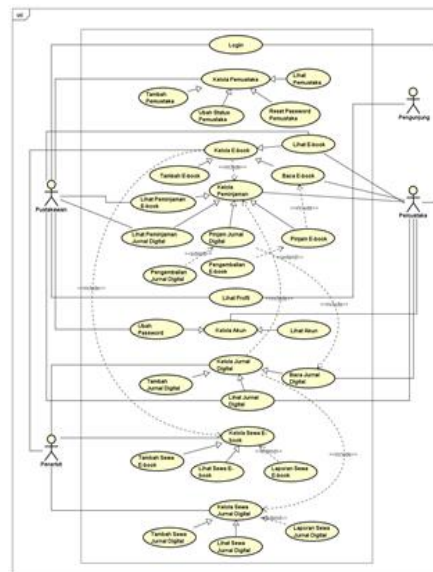 uc
Login
Kelola Pemustaka
Lihat
Pemustaka
Tambah
Pemustaka
Ubah Status
Pemustaka
Reset Password
Pemustaka
Pengunjung
Kelola E-book
Lihat E-book
Tambah E-book
Baca E-book
Pustakawan
Pemustaka
Kelola
Peminjaman
Lihat Peminjaman
E-book
Lihat Peminjaman
Jurnal Digital
Pinjam Jurnal
Digital
Pinjam E-book
Pengembalian
Jurnal Digital
Pengembalian
E-book
Lihat Profil
Ubah
Password
Kelola Akun
Lihat Akun
Kelola Jurnal
Digital
Baca Jurnal
Digital
Tambah
Jurnal Digital
Lihat Jurnal
Digital
Penerbit
Kelola Sewa E-
book
Tambah Sewa
E-book
Lihat Sewa E-
book
Laporan Sewa
E-book
Kelola Sewa
Jurnal Digital
Tambah Sewa
Jurnal Digital
Lihat Sewa
Jurnal Digital
Laporan Sewa
Jurnal Digital